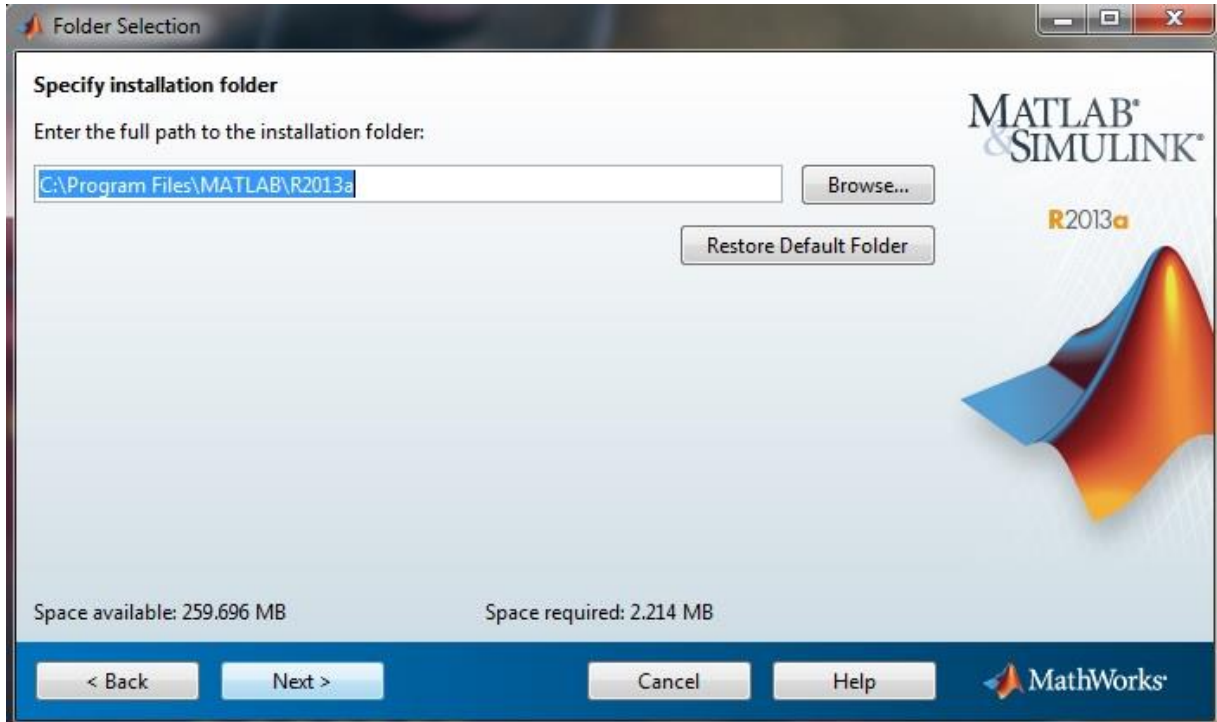 Folder Selection
Specify installation folder
Enter the full path to the installation folder:
C:\Program Files\MATLAB\R2013a
Browse...
Restore Default Folder
MATLAB®
&SIMULINK®
R2013a
Space available: 259.696 MB
Space required: 2.214 MB
< Back
Next >
Cancel
Help
MathWorks®